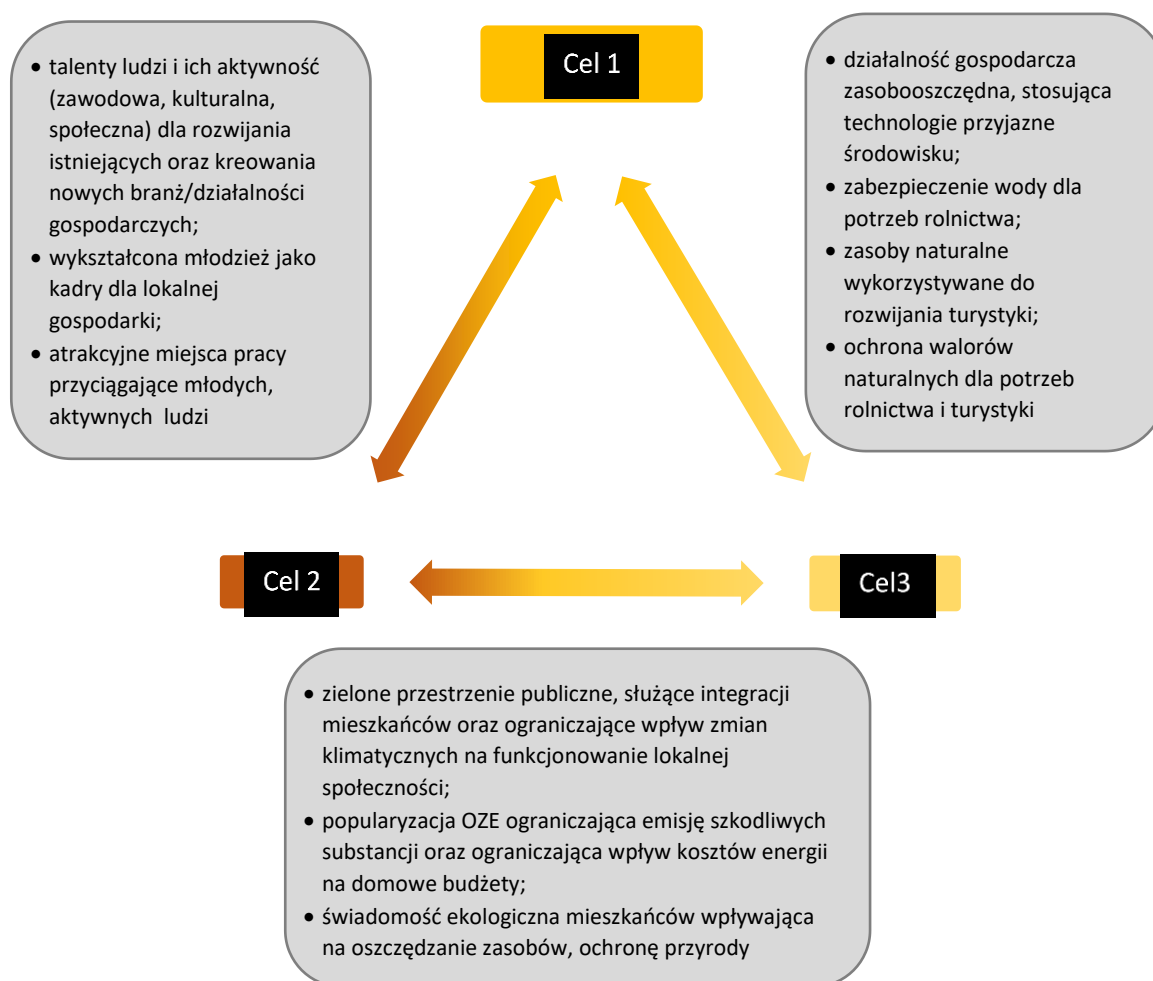 Cel 1
• talenty ludzi i ich aktywność
(zawodowa, kulturalna,
społeczna) dla rozwijania
istniejących oraz kreowania
nowych branż/działalności
gospodarczych;
• wykształcona młodzież jako
kadry dla lokalnej
gospodarki;
• atrakcyjne miejsca pracy
przyciągające młodych,
aktywnych ludzi
• działalność gospodarcza
zasobooszczędna, stosująca
technologie przyjazne
środowisku;
• zabezpieczenie wody dla
potrzeb rolnictwa;
• zasoby naturalne
wykorzystywane do
rozwijania turystyki;
• ochrona walorów
naturalnych dla potrzeb
rolnictwa i turystyki
Cel 2
Cel3
• zielone przestrzenie publiczne, służące integracji
mieszkańców oraz ograniczające wpływ zmian
klimatycznych na funkcjonowanie lokalnej
społeczności;
• popularyzacja OZE ograniczająca emisję szkodliwych
substancji oraz ograniczająca wpływ kosztów energii
na domowe budżety;
• świadomość ekologiczna mieszkańców wpływająca
na oszczędzanie zasobów, ochronę przyrody